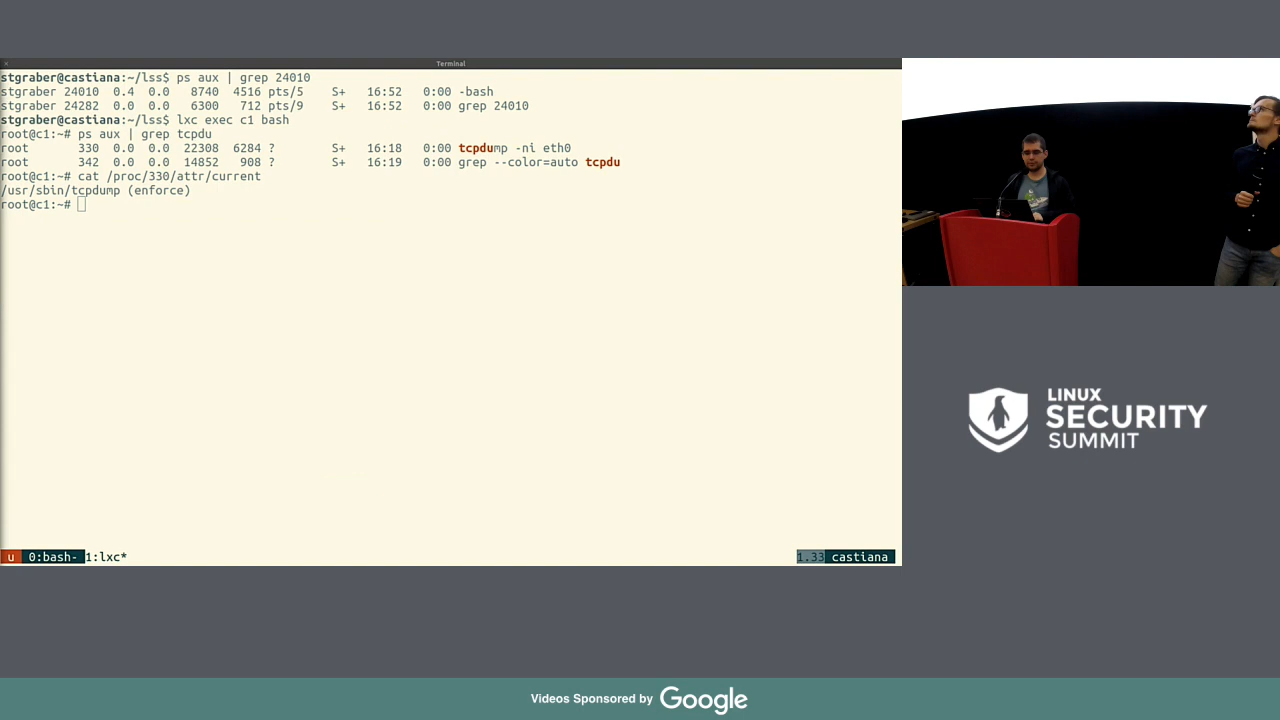 Terminal
stgraber@castiana:~/lss$ ps aux | grep 24010
stgraber 24010  0.4  0.0   8740  4516 pts/5    S+   16:52   0:00 -bash
stgraber 24282  0.0  0.0   6300   712 pts/9    S+   16:52   0:00 grep 24010
stgraber@castiana:~/lss$ lxc exec c1 bash
root@c1:~# ps aux | grep tcpdu
root       330  0.0  0.0  22308  6284 ?        S+   16:18   0:00 tcpdump -ni eth0
root       342  0.0  0.0  14852   908 ?        S+   16:19   0:00 grep --color=auto tcpdu
root@c1:~# cat /proc/330/attr/current
/usr/sbin/tcpdump (enforce)
root@c1:~#
u  0:bash- 1:lxc*
1.33 castiana
LINUX
SECURITY
SUMMIT
Videos Sponsored by Google